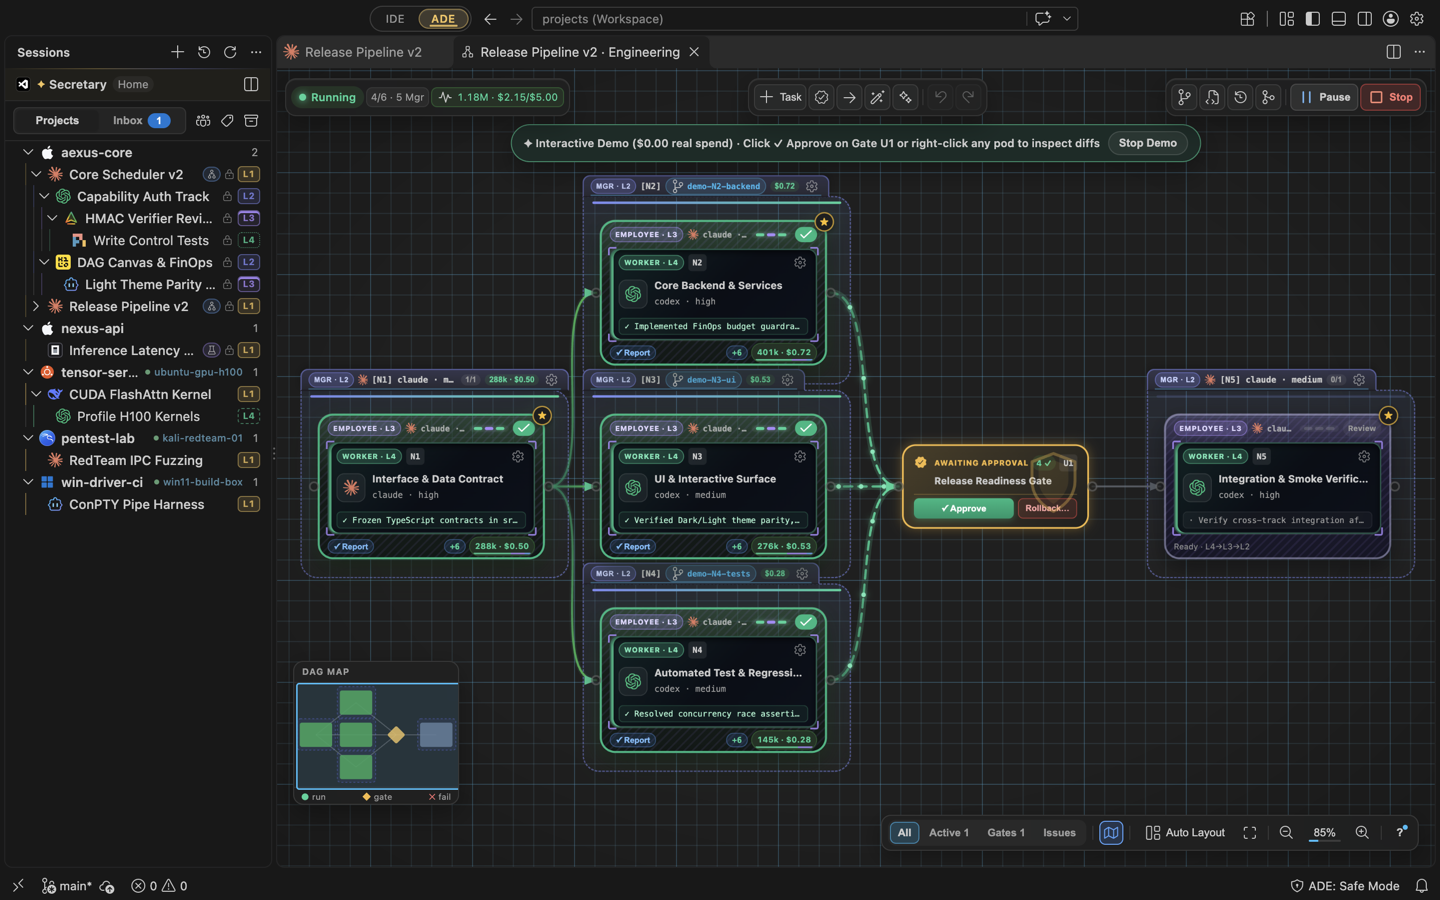 IDE
ADE
projects (Workspace)
Sessions
Secretary
Home
Projects
Inbox 1
aexus-core 2
Core Scheduler v2 L1
Capability Auth Track L2
HMAC Verifier Revi... L3
Write Control Tests L4
DAG Canvas & FinOps L2
Light Theme Parity ... L3
Release Pipeline v2 L1
nexus-api 1
Inference Latency ... L1
tensor-ser... ubuntu-gpu-h100 1
CUDA FlashAttn Kernel L1
Profile H100 Kernels L4
pentest-lab kali-redteam-01 1
RedTeam IPC Fuzzing L1
win-driver-ci win11-build-box 1
ConPTY Pipe Harness L1
Release Pipeline v2
Release Pipeline v2 · Engineering
Running
4/6 · 5 Mgr
1.18M · $2.15/$5.00
Task
Pause
Stop
✦ Interactive Demo ($0.00 real spend) · Click ✓ Approve on Gate U1 or right-click any pod to inspect diffs
Stop Demo
MGR · L2 [N2] demo-N2-backend $0.72
EMPLOYEE · L3 claude ·…
WORKER · L4 N2
Core Backend & Services
codex · high
✓ Implemented FinOps budget guardra…
✓Report +6 401k · $0.72
MGR · L2 [N1] claude · m… 1/1 288k · $0.50
EMPLOYEE · L3 claude ·…
WORKER · L4 N1
Interface & Data Contract
claude · high
✓ Frozen TypeScript contracts in sr…
✓Report +6 288k · $0.50
MGR · L2 [N3] demo-N3-ui $0.53
EMPLOYEE · L3 claude ·…
WORKER · L4 N3
UI & Interactive Surface
codex · medium
✓ Verified Dark/Light theme parity,…
✓Report +6 276k · $0.53
MGR · L2 [N4] demo-N4-tests $0.28
EMPLOYEE · L3 claude ·…
WORKER · L4 N4
Automated Test & Regressi...
codex · medium
✓ Resolved concurrency race asserti…
✓Report +6 145k · $0.28
AWAITING APPROVAL 4 ✓ U1
Release Readiness Gate
✓Approve
Rollback...
MGR · L2 [N5] claude · medium 0/1
EMPLOYEE · L3 clau… Review
WORKER · L4 N5
Integration & Smoke Verific...
codex · high
· Verify cross-track integration af…
Ready · L4→L3→L2
DAG MAP
run
gate
fail
All
Active 1
Gates 1
Issues
Auto Layout
85%
?
main*
0
0
ADE: Safe Mode